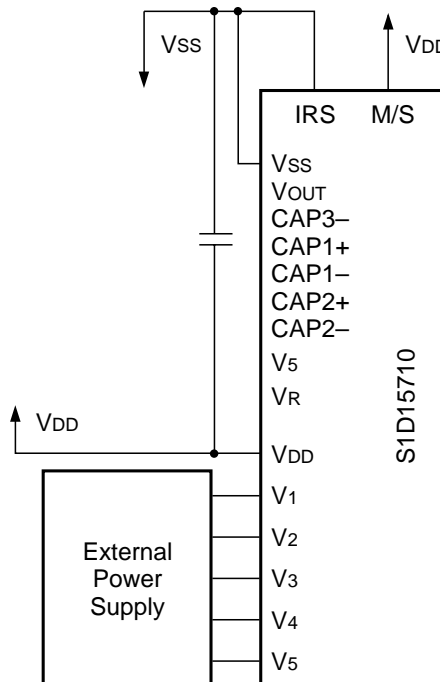 VSS
VDD
IRS M/S
VSS
VOUT
CAP3–
CAP1+
CAP1–
CAP2+
CAP2–
V5
VR
S1D15710
VDD
VDD
V1
V2
V3
V4
V5
External
Power
Supply